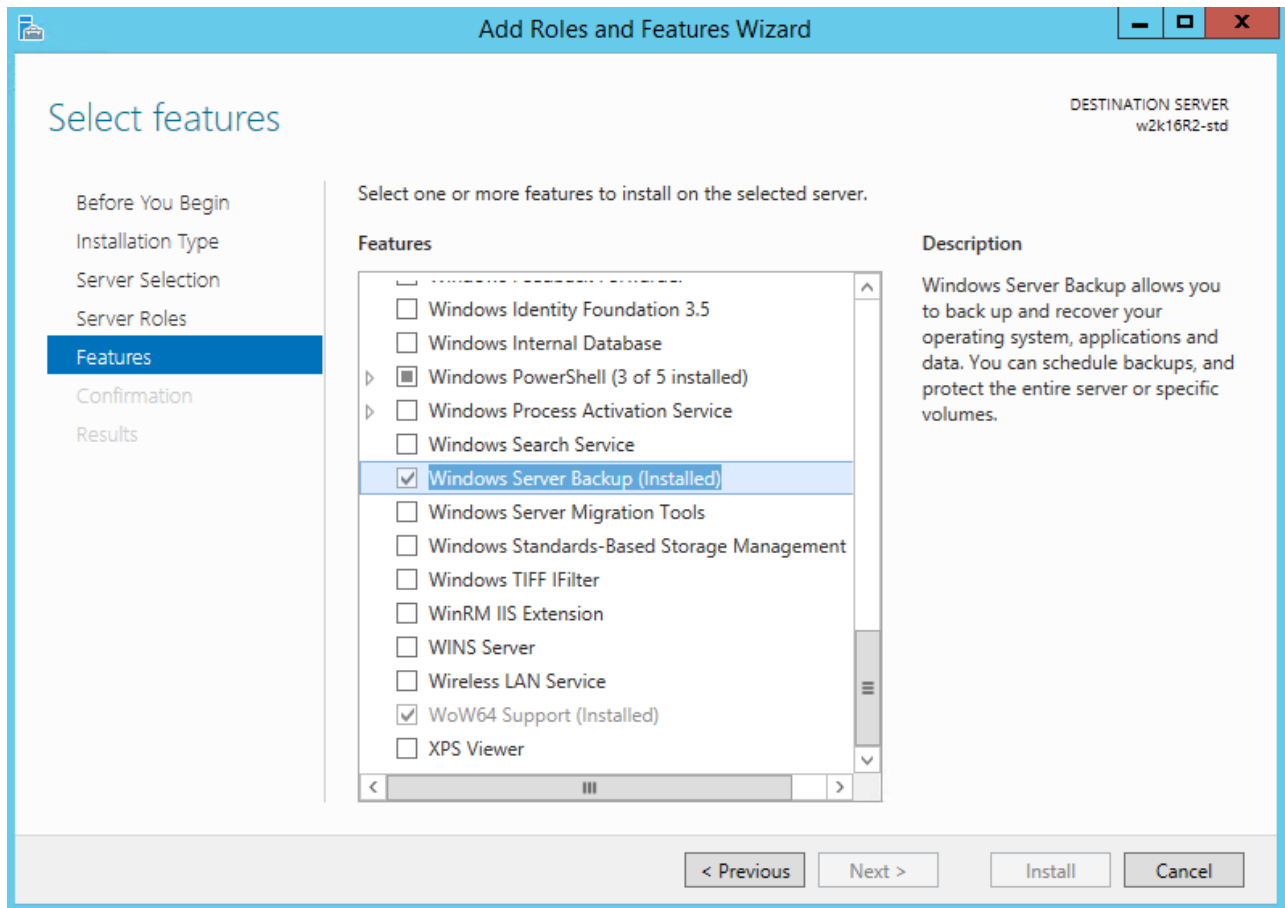 Add Roles and Features Wizard
Select features
DESTINATION SERVER
w2k16R2-std
Before You Begin
Installation Type
Server Selection
Server Roles
Features
Confirmation
Results
Select one or more features to install on the selected server.
Features
Windows Identity Foundation 3.5
Windows Internal Database
Windows PowerShell (3 of 5 installed)
Windows Process Activation Service
Windows Search Service
Windows Server Backup (Installed)
Windows Server Migration Tools
Windows Standards-Based Storage Management
Windows TIFF IFilter
WinRM IIS Extension
WINS Server
Wireless LAN Service
WoW64 Support (Installed)
XPS Viewer
Description
Windows Server Backup allows you
to back up and recover your
operating system, applications and
data. You can schedule backups, and
protect the entire server or specific
volumes.
< Previous
Next >
Install
Cancel